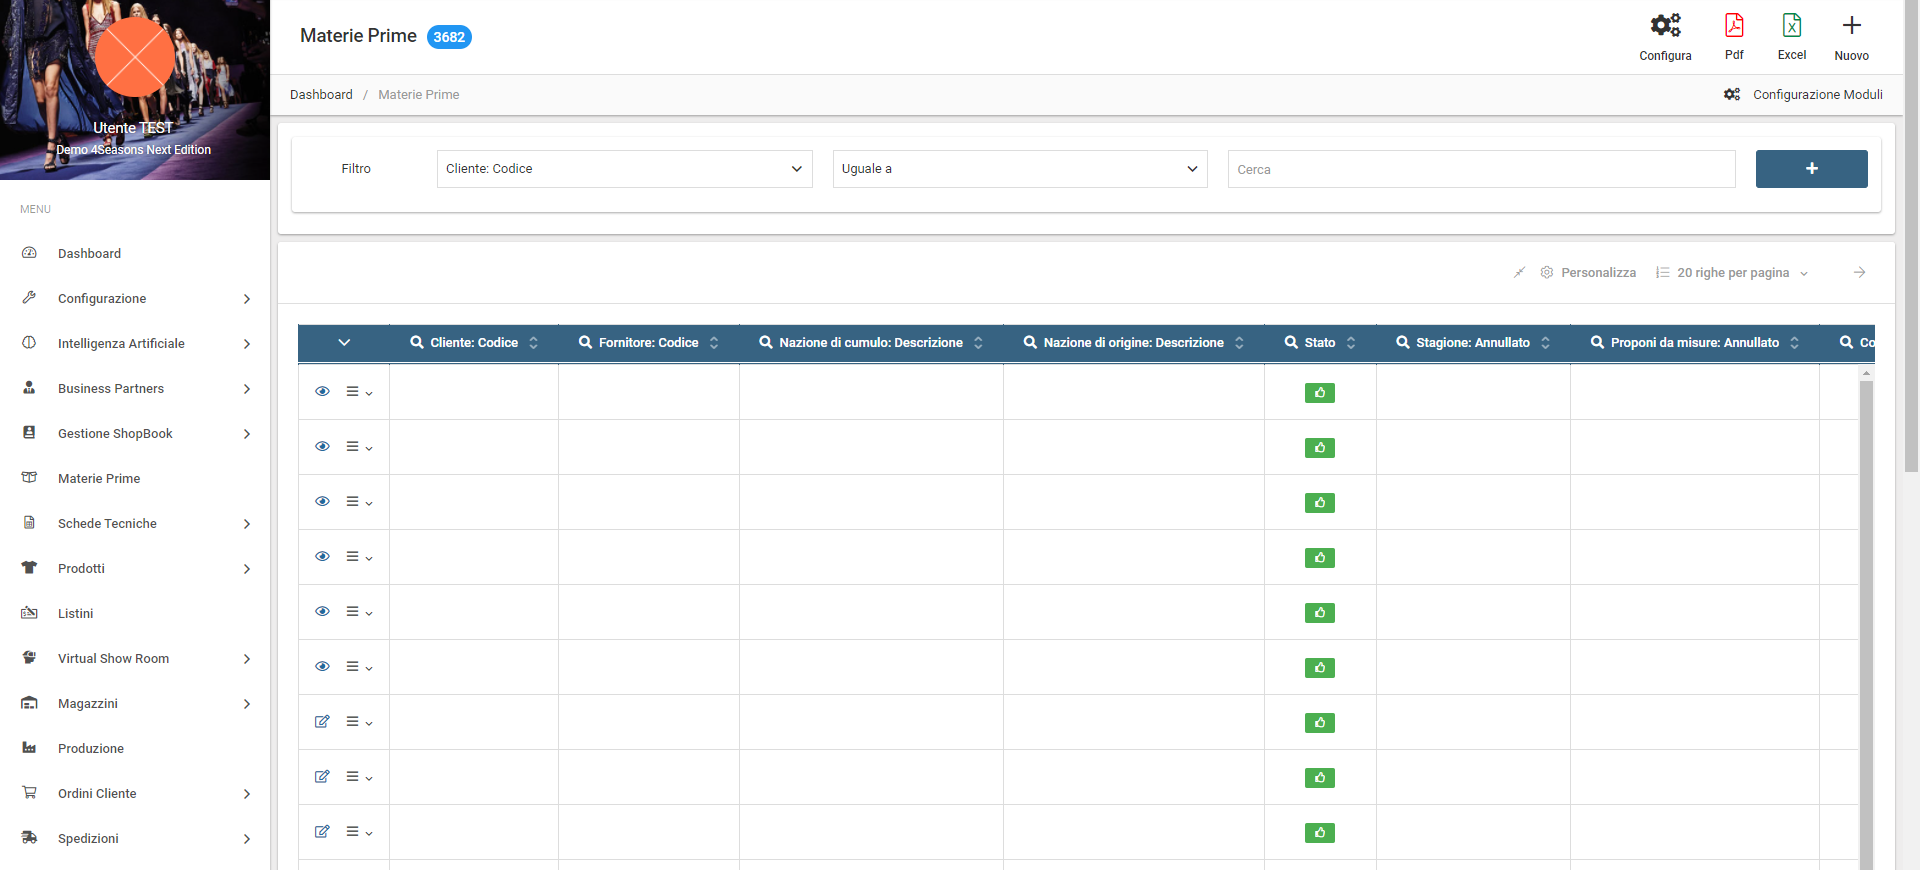 Utente TEST
Demo 4Seasons Next Edition
MENU
Dashboard
Configurazione
Intelligenza Artificiale
Business Partners
Gestione ShopBook
Materie Prime
Schede Tecniche
Prodotti
Listini
Virtual Show Room
Magazzini
Produzione
Ordini Cliente
Spedizioni
Materie Prime 3682
Configura Pdf Excel Nuovo
Dashboard / Materie Prime
Configurazione Moduli
Filtro Cliente: Codice Uguale a Cerca +
Personalizza 20 righe per pagina
Cliente: Codice Fornitore: Codice Nazione di cumulo: Descrizione Nazione di origine: Descrizione Stato Stagione: Annullato Proponi da misure: Annullato Co